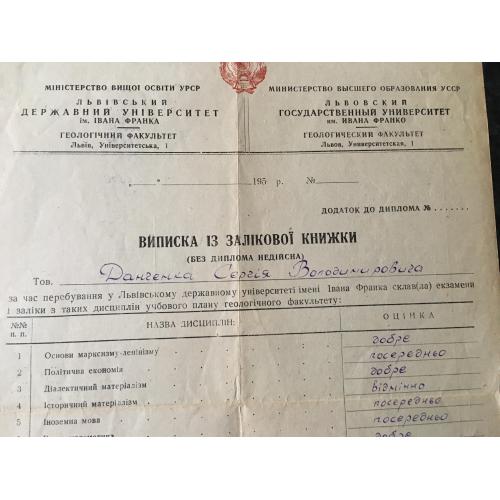 МІНІСТЕРСТВО ВИЩОЇ ОСВІТИ УРСР
ЛЬВІВСЬКИЙ
ДЕРЖАВНИЙ УНІВЕРСИТЕТ
ім. ІВАНА ФРАНКА
ГЕОЛОГІЧНИЙ ФАКУЛЬТЕТ
Львів, Університетська, 1
МИНИСТЕРСТВО ВЫСШЕГО ОБРАЗОВАНИЯ УССР
ЛЬВОВСКИЙ
ГОСУДАРСТВЕННЫЙ УНИВЕРСИТЕТ
им. ИВАНА ФРАНКО
ГЕОЛОГИЧЕСКИЙ ФАКУЛЬТЕТ
Львов, Университетская, 1
195 р. №
ДОДАТОК ДО ДИПЛОМА №
ВИПИСКА ІЗ ЗАЛІКОВОЇ КНИЖКИ
(БЕЗ ДИПЛОМА НЕДІЙСНА)
Тов. Данченка Сергія Володимировича
за час перебування у Львівському державному університеті імені Івана Франка склав(ла) екзамени
і заліки з таких дисциплін учбового плану геологічного факультету:
№№ п. п. НАЗВА ДИСЦИПЛІН: ОЦІНКА
1 Основи марксизму-ленінізму добре
2 Політична економія посередньо
3 Діалектичний матеріалізм добре
4 Історичний матеріалізм відмінно
5 Іноземна мова посередньо
посередньо
добре